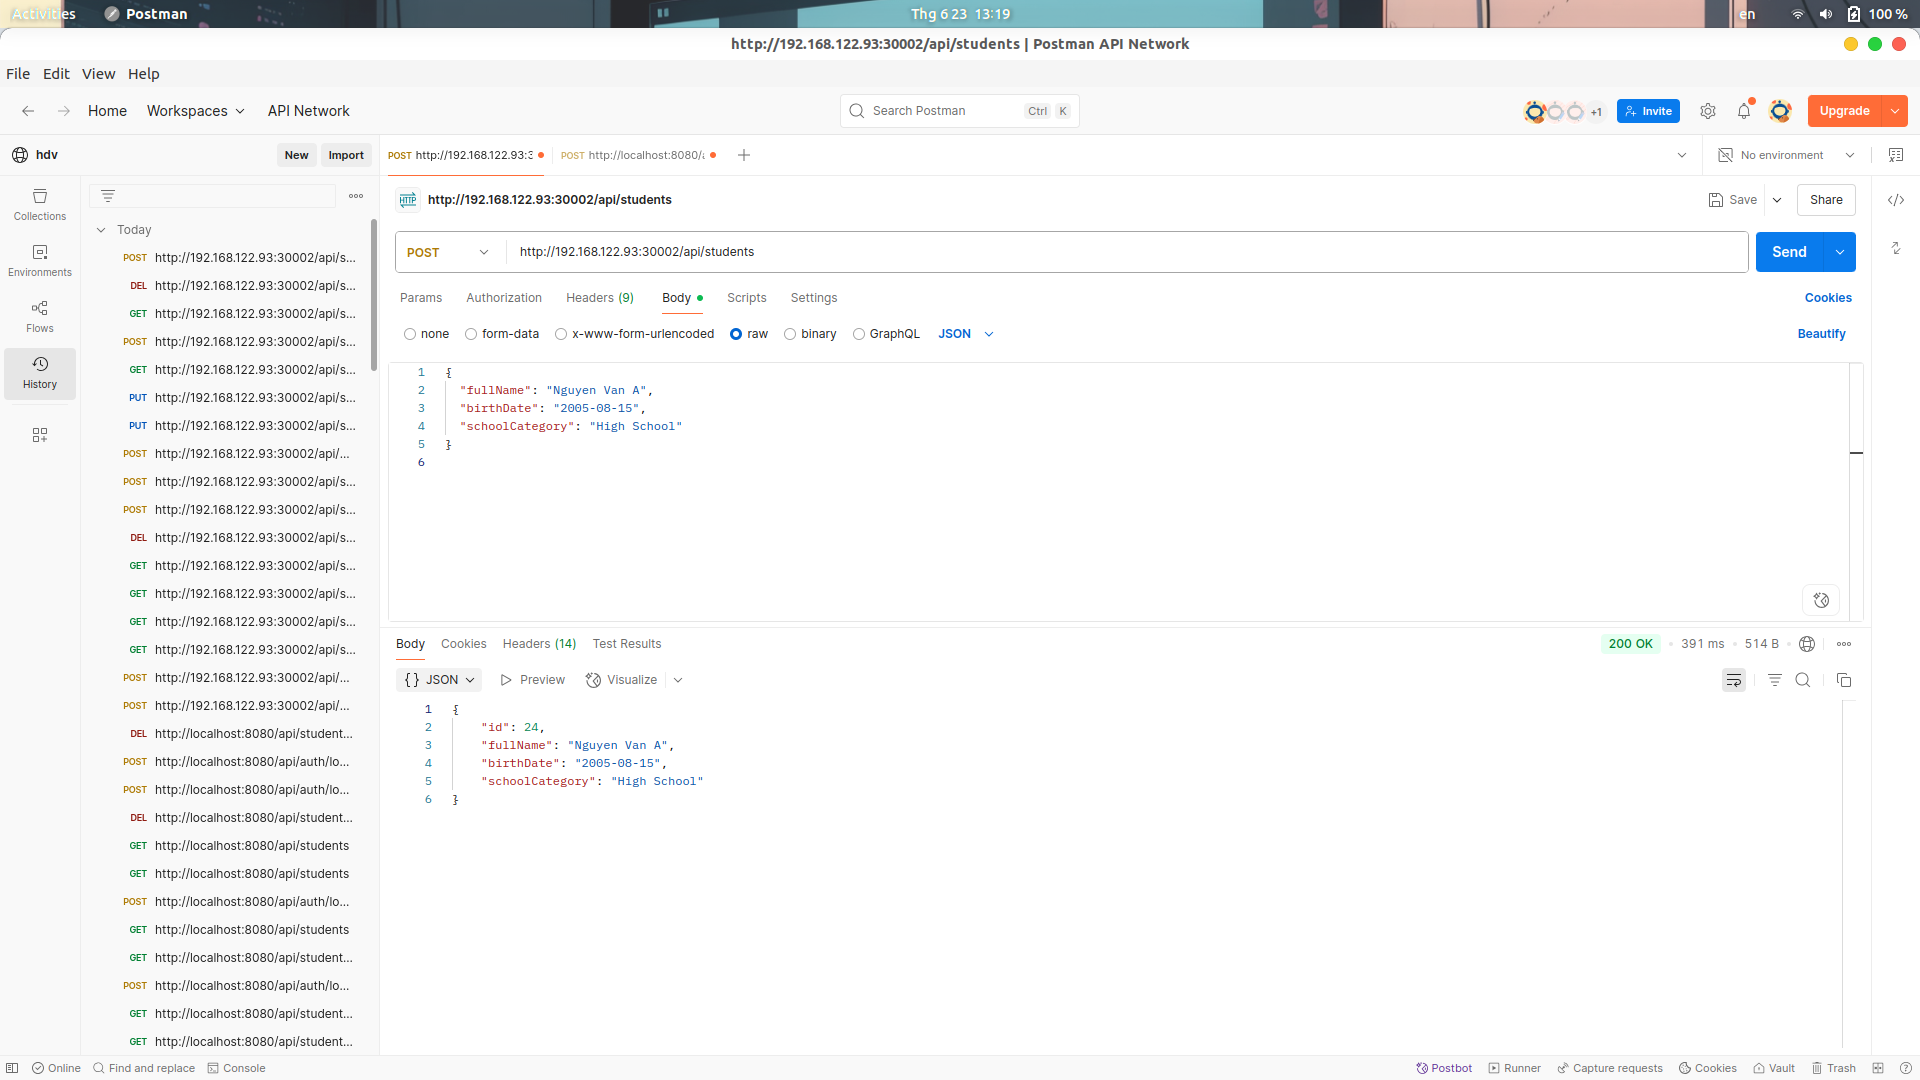 Activities Postman Thg 6 23 13:19 en 100 %
http://192.168.122.93:30002/api/students | Postman API Network
File Edit View Help
Home Workspaces API Network Search Postman Ctrl K +1 Invite Upgrade
hdv New Import POST http://192.168.122.93:3 POST http://localhost:8080/a No environment
HTTP http://192.168.122.93:30002/api/students Save Share
Collections
Environments
Flows
History
Today
POST http://192.168.122.93:30002/api/s...
DEL http://192.168.122.93:30002/api/s...
GET http://192.168.122.93:30002/api/s...
POST http://192.168.122.93:30002/api/s...
GET http://192.168.122.93:30002/api/s...
PUT http://192.168.122.93:30002/api/s...
PUT http://192.168.122.93:30002/api/s...
POST http://192.168.122.93:30002/api/...
POST http://192.168.122.93:30002/api/s...
POST http://192.168.122.93:30002/api/s...
DEL http://192.168.122.93:30002/api/s...
GET http://192.168.122.93:30002/api/s...
GET http://192.168.122.93:30002/api/s...
GET http://192.168.122.93:30002/api/s...
GET http://192.168.122.93:30002/api/s...
POST http://192.168.122.93:30002/api/...
POST http://192.168.122.93:30002/api/...
DEL http://localhost:8080/api/student...
POST http://localhost:8080/api/auth/lo...
POST http://localhost:8080/api/auth/lo...
DEL http://localhost:8080/api/student...
GET http://localhost:8080/api/students
GET http://localhost:8080/api/students
POST http://localhost:8080/api/auth/lo...
GET http://localhost:8080/api/students
GET http://localhost:8080/api/student...
POST http://localhost:8080/api/auth/lo...
GET http://localhost:8080/api/student...
GET http://localhost:8080/api/student...
POST http://192.168.122.93:30002/api/students Send
Params Authorization Headers (9) Body Scripts Settings Cookies
none form-data x-www-form-urlencoded raw binary GraphQL JSON Beautify
1 {
2 "fullName": "Nguyen Van A",
3 "birthDate": "2005-08-15",
4 "schoolCategory": "High School"
5 }
6
Body Cookies Headers (14) Test Results 200 OK 391 ms 514 B
{ } JSON Preview Visualize
1 {
2 "id": 24,
3 "fullName": "Nguyen Van A",
4 "birthDate": "2005-08-15",
5 "schoolCategory": "High School"
6 }
Online Find and replace Console Postbot Runner Capture requests Cookies Vault Trash